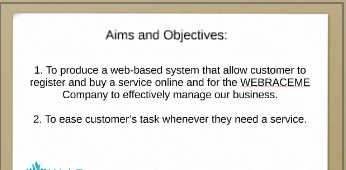 Aims and Objectives:
1. To produce a web-based system that allow customer to
register and buy a service online and for the WEBRACEME
Company to effectively manage our business.
2. To ease customer's task whenever they need a service.